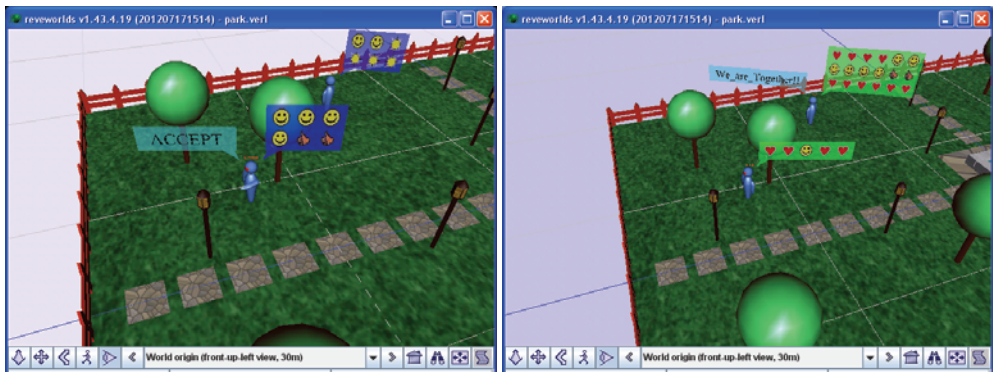 reveworlds v1.43.4.19 (201207171514) - park.verl
ACCEPT
World origin (front-up-left view, 30m)
reveworlds v1.43.4.19 (201207171514) - park.verl
We_are_Together!!
World origin (front-up-left view, 30m)